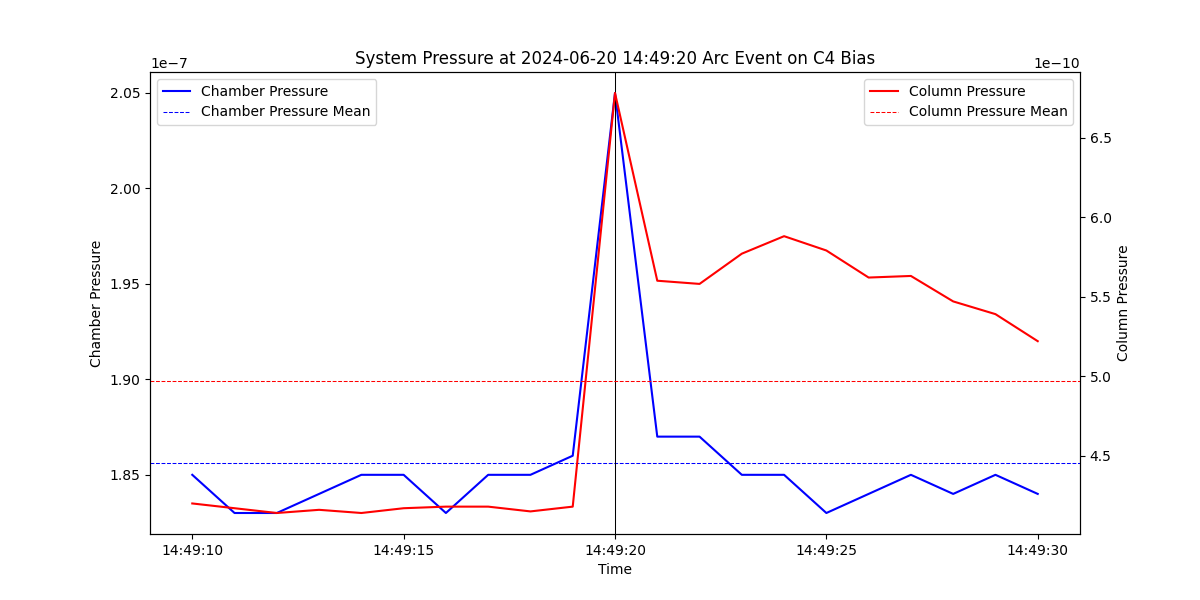 System Pressure at 2024-06-20 14:49:20 Arc Event on C4 Bias
1e−7
1e−10
Chamber Pressure
Chamber Pressure Mean
Column Pressure
Column Pressure Mean
2.05
2.00
1.95
1.90
1.85
Chamber Pressure
6.5
6.0
5.5
5.0
4.5
Column Pressure
14:49:10 14:49:15 14:49:20 14:49:25 14:49:30
Time